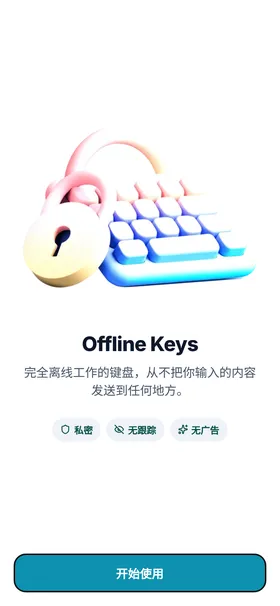 Offline Keys
完全离线工作的键盘，从不把你输入的内容
发送到任何地方。
私密 无跟踪 无广告
开始使用